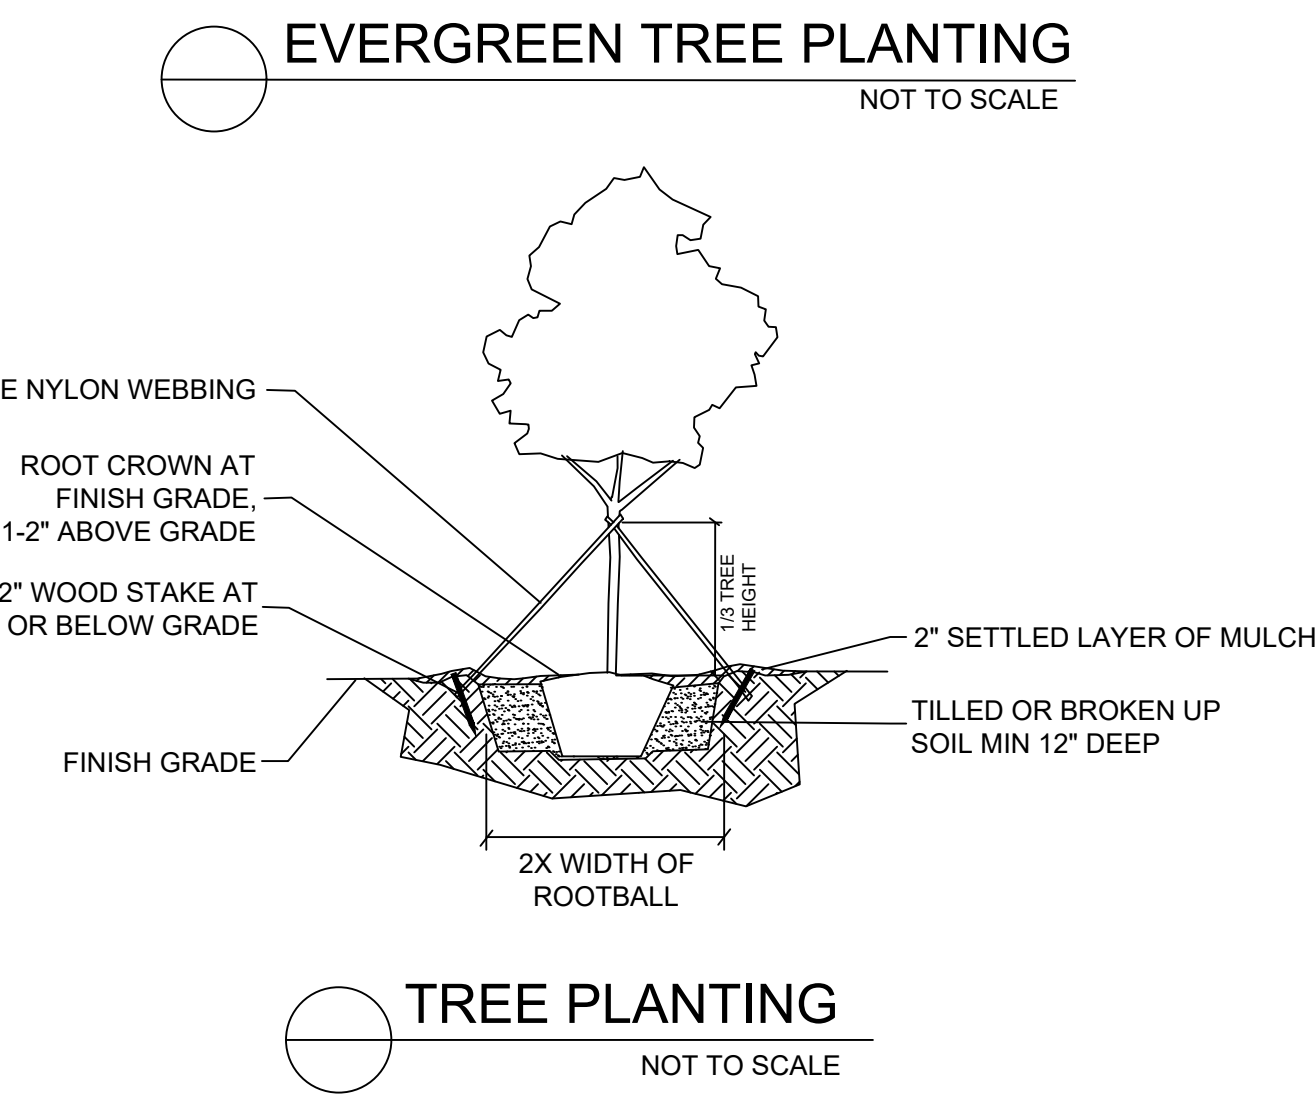 EVERGREEN TREE PLANTING
NOT TO SCALE
NYLON WEBBING
ROOT CROWN AT
FINISH GRADE,
1-2" ABOVE GRADE
1/3 TREE
HEIGHT
2" WOOD STAKE AT
OR BELOW GRADE
2" SETTLED LAYER OF MULCH
TILLED OR BROKEN UP
SOIL MIN 12" DEEP
FINISH GRADE
2X WIDTH OF
ROOTBALL
TREE PLANTING
NOT TO SCALE